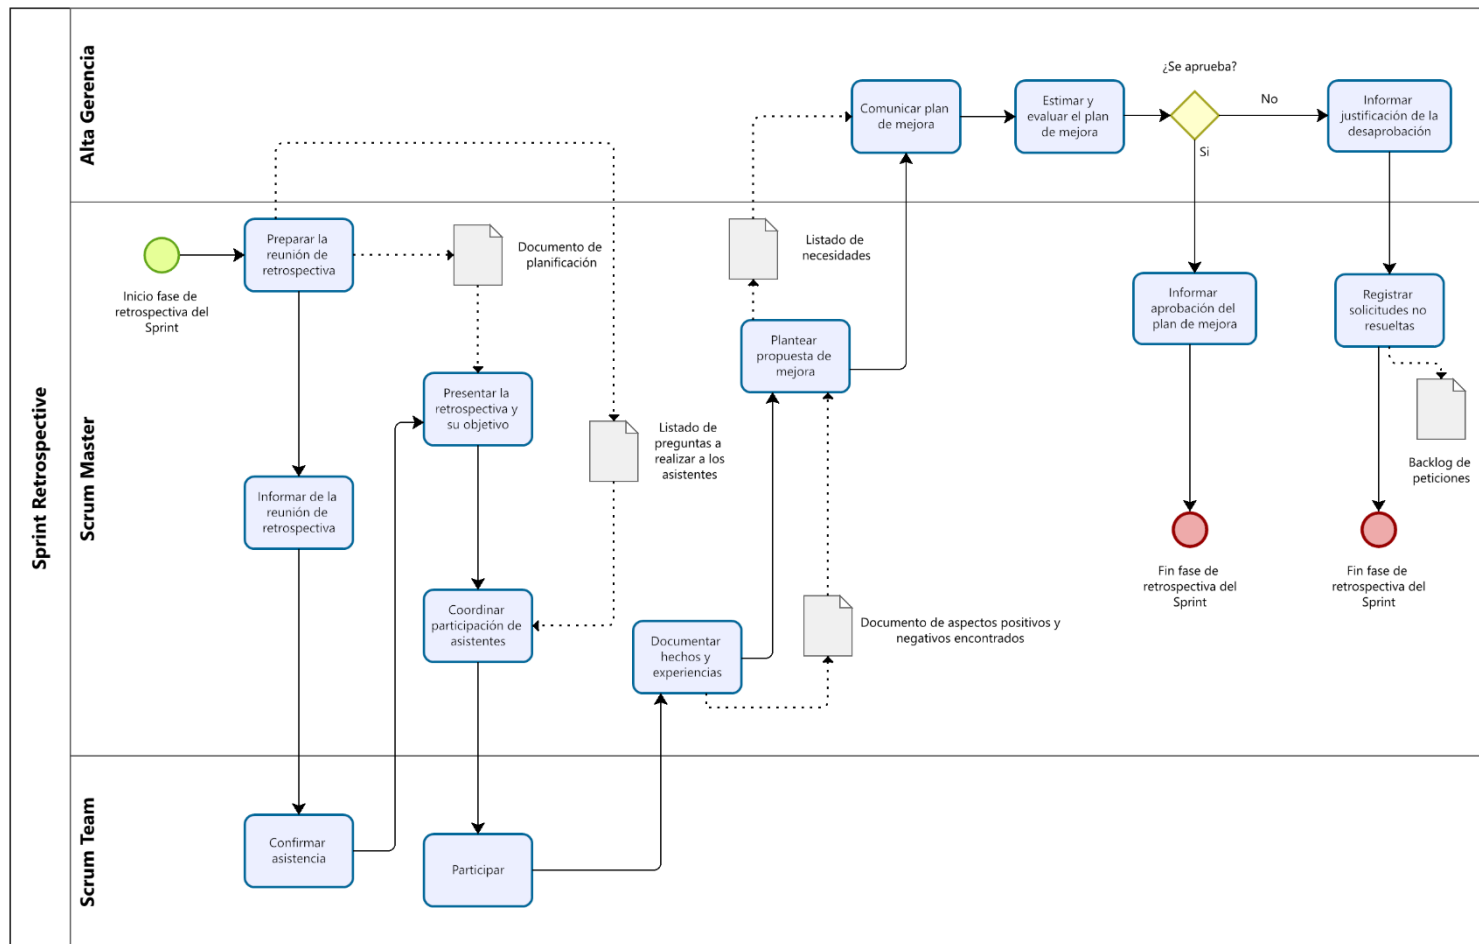 Sprint Retrospective
Alta Gerencia
Comunicar plan
de mejora
Estimar y
evaluar el plan
de mejora
¿Se aprueba?
No
Si
Informar
justificación de la
desaprobación
Scrum Master
Inicio fase de
retrospectiva del
Sprint
Preparar la
reunión de
retrospectiva
Documento de
planificación
Informar de la
reunión de
retrospectiva
Presentar la
retrospectiva y
su objetivo
Listado de
preguntas a
realizar a los
asistentes
Coordinar
participación de
asistentes
Documentar
hechos y
experiencias
Documento de aspectos positivos y
negativos encontrados
Plantear
propuesta de
mejora
Listado de
necesidades
Informar
aprobación del
plan de mejora
Fin fase de
retrospectiva del
Sprint
Registrar
solicitudes no
resueltas
Backlog de
peticiones
Fin fase de
retrospectiva del
Sprint
Scrum Team
Confirmar
asistencia
Participar